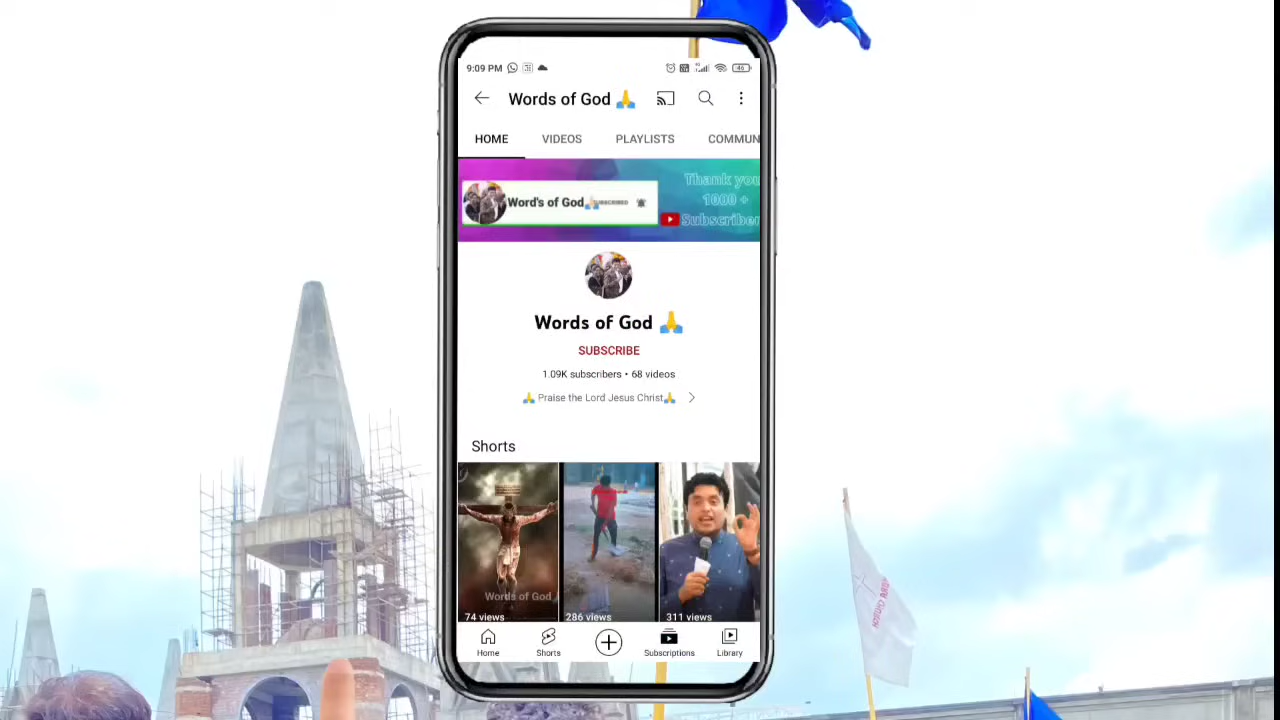 9:09 PM
46
Words of God 🙏
HOME VIDEOS PLAYLISTS COMMUN
Word's of God🙏 SUBSCRIBED
Thank you
1000 +
Subscriber
Words of God 🙏
SUBSCRIBE
1.09K subscribers • 68 videos
🙏 Praise the Lord Jesus Christ🙏
Shorts
Words of God
74 views
286 views
311 views
Home Shorts Subscriptions Library